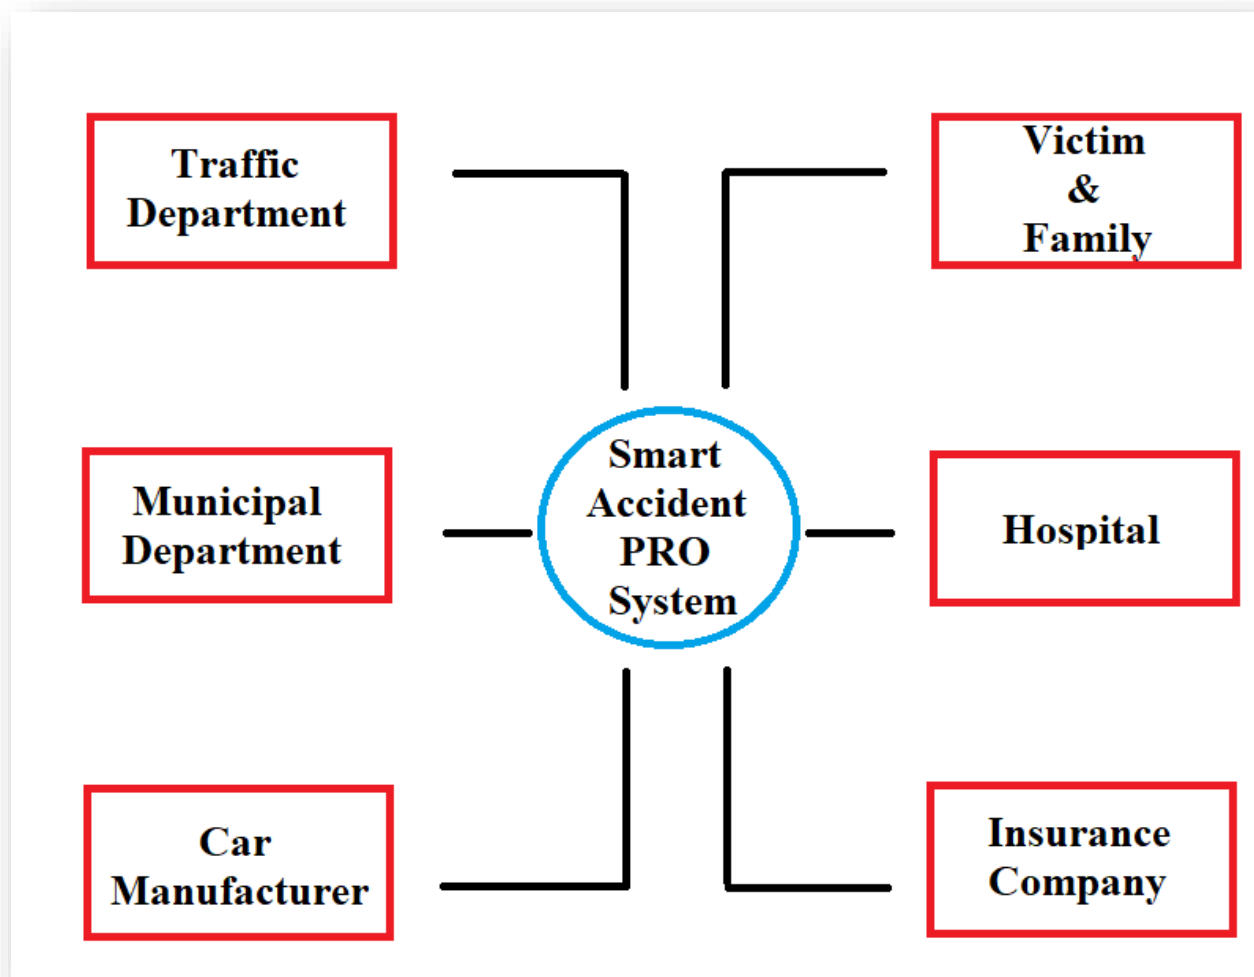 Traffic
Department
Victim
&
Family
Municipal
Department
Smart
Accident
PRO
System
Hospital
Car
Manufacturer
Insurance
Company